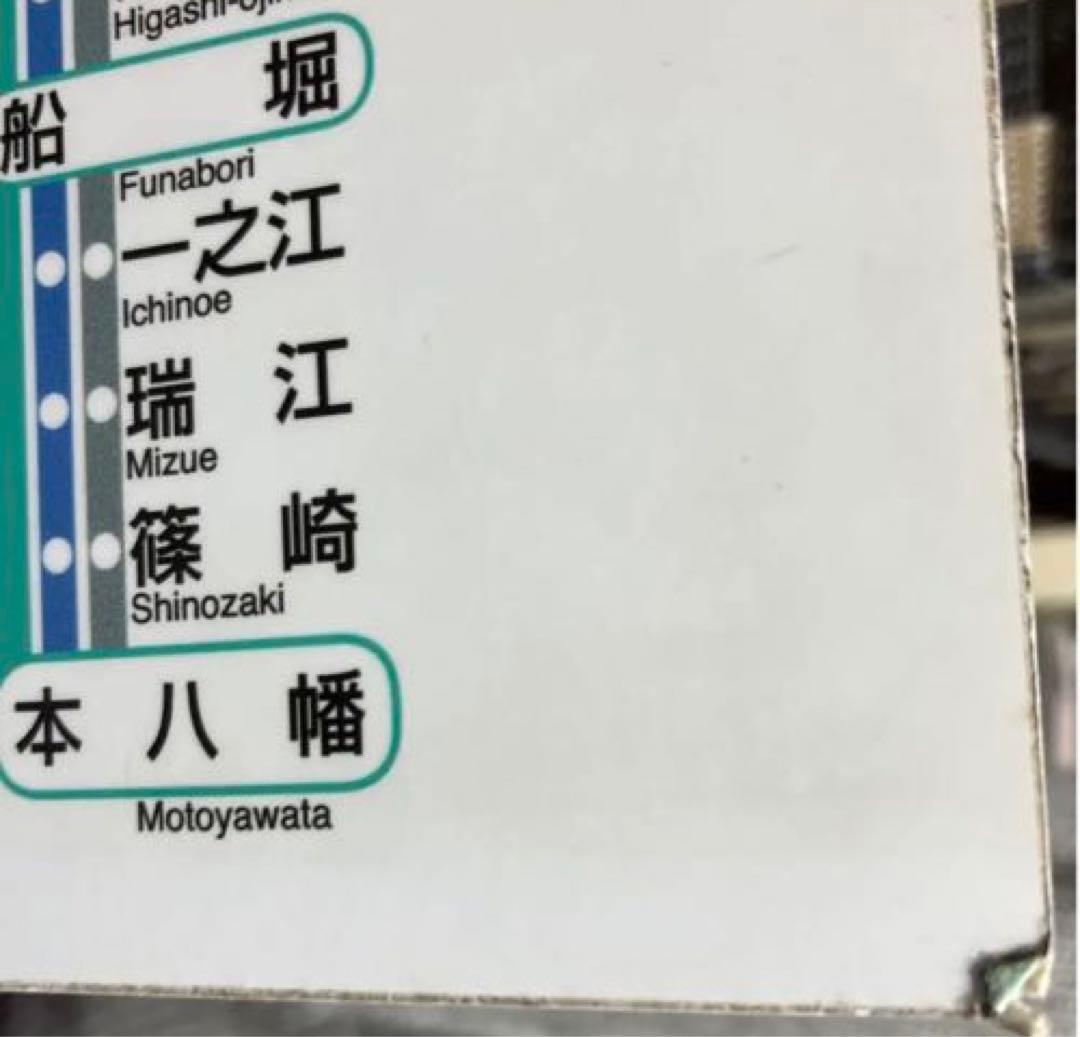 船堀
Funabori
一之江
Ichinoe
瑞江
Mizue
篠崎
Shinozaki
本八幡
Motoyawata